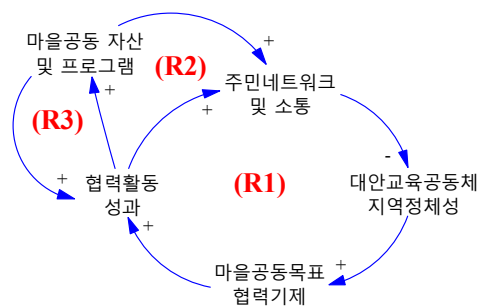 마을공동 자산
및 프로그램
(R2)
+
주민네트워크
및 소통
+
+
(R3)
(R1)
-
+
협력활동
성과
+
대안교육공동체
지역정체성
마을공동목표
협력기제
+